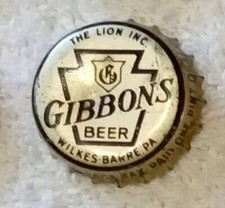 THE LION INC.
GIBBONS
BEER
WILKES-BARRE, PA.